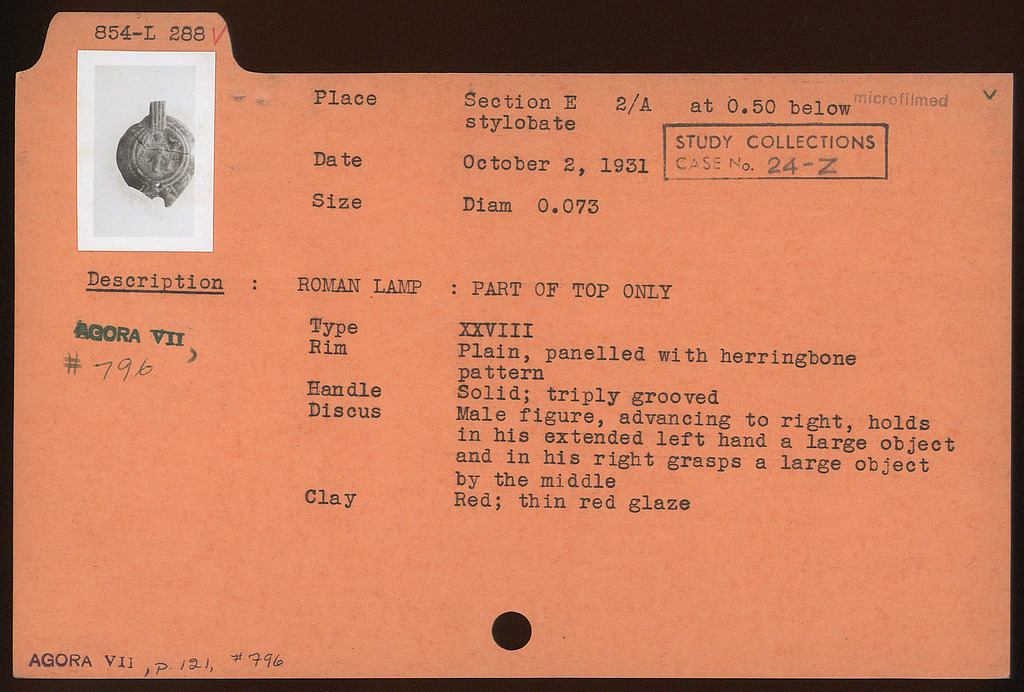 854-L 288 V
Place Section E 2/A at 0.50 below microfilmed
stylobate
STUDY COLLECTIONS
CASE No. 24-Z
Date October 2, 1931
Size Diam 0.073
Description : ROMAN LAMP : PART OF TOP ONLY
AGORA VII,
# 796
Type XXVIII
Rim Plain, panelled with herringbone
pattern
Handle Solid; triply grooved
Discus Male figure, advancing to right, holds
in his extended left hand a large object
and in his right grasps a large object
by the middle
Clay Red; thin red glaze
AGORA VII, p. 121, #796